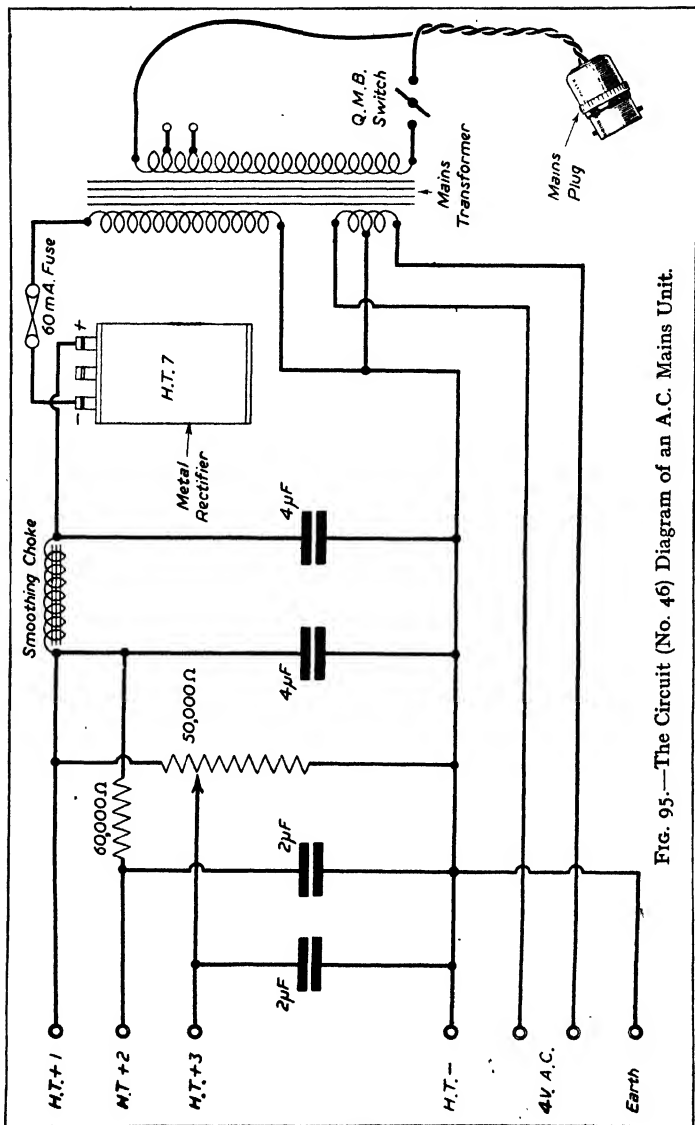 Q.M.B.
Switch
Mains
Plug
Mains
Transformer
60 mA. Fuse
+
−
H.T. 7
Metal
Rectifier
Smoothing Choke
4μF
4μF
50,000Ω
60,000Ω
2μF
2μF
H.T.+1
H.T.+2
H.T.+3
H.T.−
4V. A.C.
Earth
FIG. 95.—The Circuit (No. 46) Diagram of an A.C. Mains Unit.